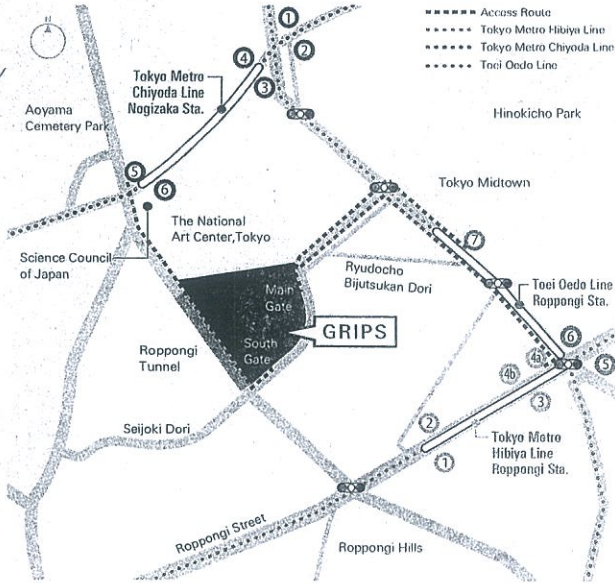 N
Access Route
Tokyo Metro Hibiya Line
Tokyo Metro Chiyoda Line
Toei Oedo Line
1
2
4
3
Tokyo Metro
Chiyoda Line
Nogizaka Sta.
Aoyama
Cemetery Park
Hinokicho Park
5
6
Tokyo Midtown
The National
Art Center,Tokyo
Science Council
of Japan
7
Ryudocho
Bijutsukan Dori
Main
Gate
Toei Oedo Line
Roppongi Sta.
GRIPS
Roppongi
Tunnel
South
Gate
6
4a
5
4b
3
Seijoki Dori
2
1
Tokyo Metro
Hibiya Line
Roppongi Sta.
Roppongi Street
Roppongi Hills